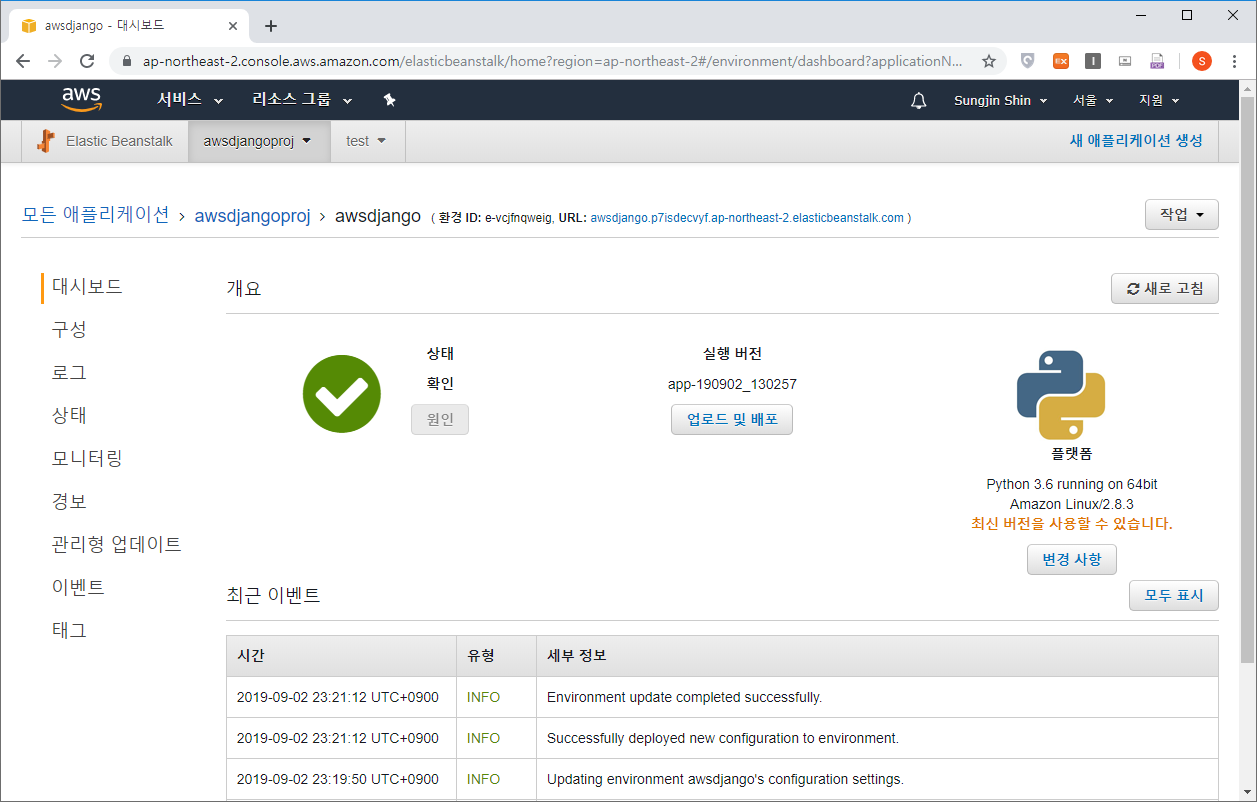 awsdjango - 대시보드
ap-northeast-2.console.aws.amazon.com/elasticbeanstalk/home?region=ap-northeast-2#/environment/dashboard?applicationN...
EX
I
PDF
S
aws
서비스
리소스 그룹
Sungjin Shin
서울
지원
Elastic Beanstalk
awsdjangoproj
test
새 애플리케이션 생성
모든 애플리케이션 › awsdjangoproj › awsdjango ( 환경 ID: e-vcjfnqweig, URL: awsdjango.p7isdecvyf.ap-northeast-2.elasticbeanstalk.com )
작업
대시보드
구성
로그
상태
모니터링
경보
관리형 업데이트
이벤트
태그
개요
새로 고침
상태
확인
원인
실행 버전
app-190902_130257
업로드 및 배포
플랫폼
Python 3.6 running on 64bit
Amazon Linux/2.8.3
최신 버전을 사용할 수 있습니다.
변경 사항
최근 이벤트
모두 표시
시간 유형 세부 정보
2019-09-02 23:21:12 UTC+0900 INFO Environment update completed successfully.
2019-09-02 23:21:12 UTC+0900 INFO Successfully deployed new configuration to environment.
2019-09-02 23:19:50 UTC+0900 INFO Updating environment awsdjango's configuration settings.